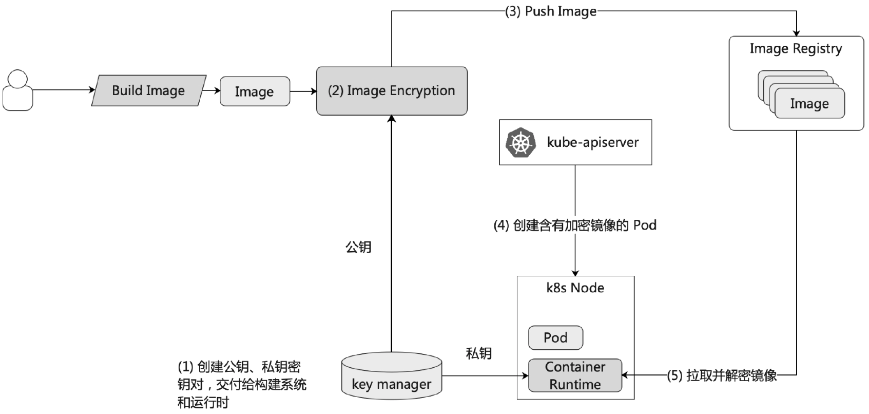 (3) Push Image
Image Registry
Build Image
Image
(2) Image Encryption
Image
kube-apiserver
(4) 创建含有加密镜像的 Pod
公钥
k8s Node
Pod
私钥
(1) 创建公钥、私钥密
钥对，交付给构建系统
和运行时
key manager
Container
Runtime
(5) 拉取并解密镜像